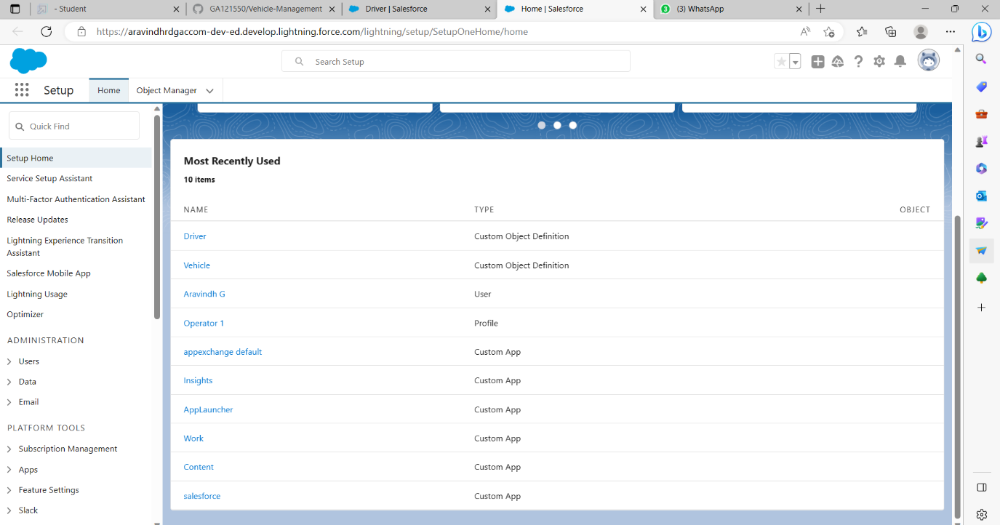 - Student
GA121550/Vehicle-Management
Driver | Salesforce
Home | Salesforce
(3) WhatsApp
https://aravindhrdgaccom-dev-ed.develop.lightning.force.com/lightning/setup/SetupOneHome/home
Search Setup
Setup
Home
Object Manager
Quick Find
Setup Home
Service Setup Assistant
Multi-Factor Authentication Assistant
Release Updates
Lightning Experience Transition
Assistant
Salesforce Mobile App
Lightning Usage
Optimizer
ADMINISTRATION
Users
Data
Email
PLATFORM TOOLS
Subscription Management
Apps
Feature Settings
Slack
Most Recently Used
10 items
NAME TYPE OBJECT
Driver Custom Object Definition
Vehicle Custom Object Definition
Aravindh G User
Operator 1 Profile
appexchange default Custom App
Insights Custom App
AppLauncher Custom App
Work Custom App
Content Custom App
salesforce Custom App